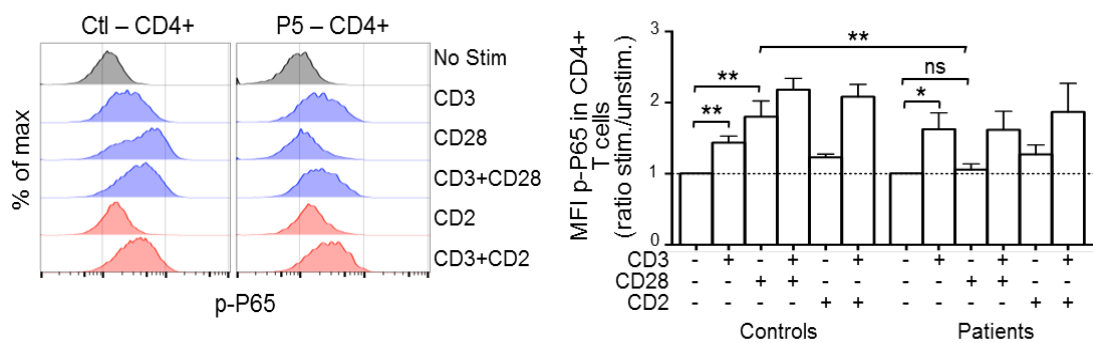 Ctl – CD4+
P5 – CD4+
No Stim
CD3
CD28
CD3+CD28
CD2
CD3+CD2
% of max
p-P65
MFI p-P65 in CD4+
T cells
(ratio stim./unstim.)
3
2
1
0
**
**
**
ns
*
CD3 - + - + - + - + - + - +
CD28 - - + + - - - - + + - -
CD2 - - - - + + - - - - + +
Controls
Patients